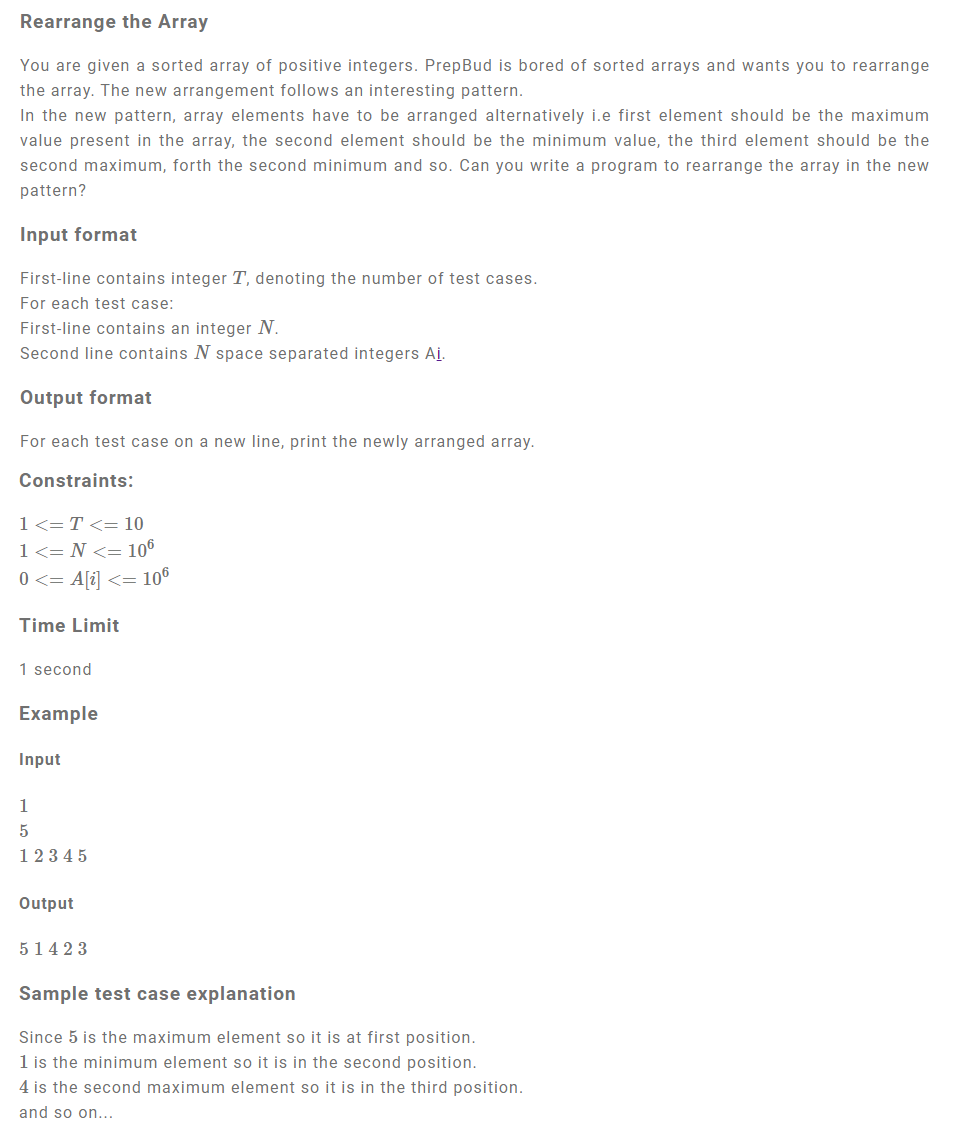 Rearrange the Array
You are given a sorted array of positive integers. PrepBud is bored of sorted arrays and wants you to rearrange
the array. The new arrangement follows an interesting pattern.
In the new pattern, array elements have to be arranged alternatively i.e first element should be the maximum
value present in the array, the second element should be the minimum value, the third element should be the
second maximum, forth the second minimum and so. Can you write a program to rearrange the array in the new
pattern?
Input format
First-line contains integer T, denoting the number of test cases.
For each test case:
First-line contains an integer N.
Second line contains N space separated integers Ai.
Output format
For each test case on a new line, print the newly arranged array.
Constraints:
1 <= T <= 10
1 <= N <= 10^6
0 <= A[i] <= 10^6
Time Limit
1 second
Example
Input
1
5
1 2 3 4 5
Output
5 1 4 2 3
Sample test case explanation
Since 5 is the maximum element so it is at first position.
1 is the minimum element so it is in the second position.
4 is the second maximum element so it is in the third position.
and so on...